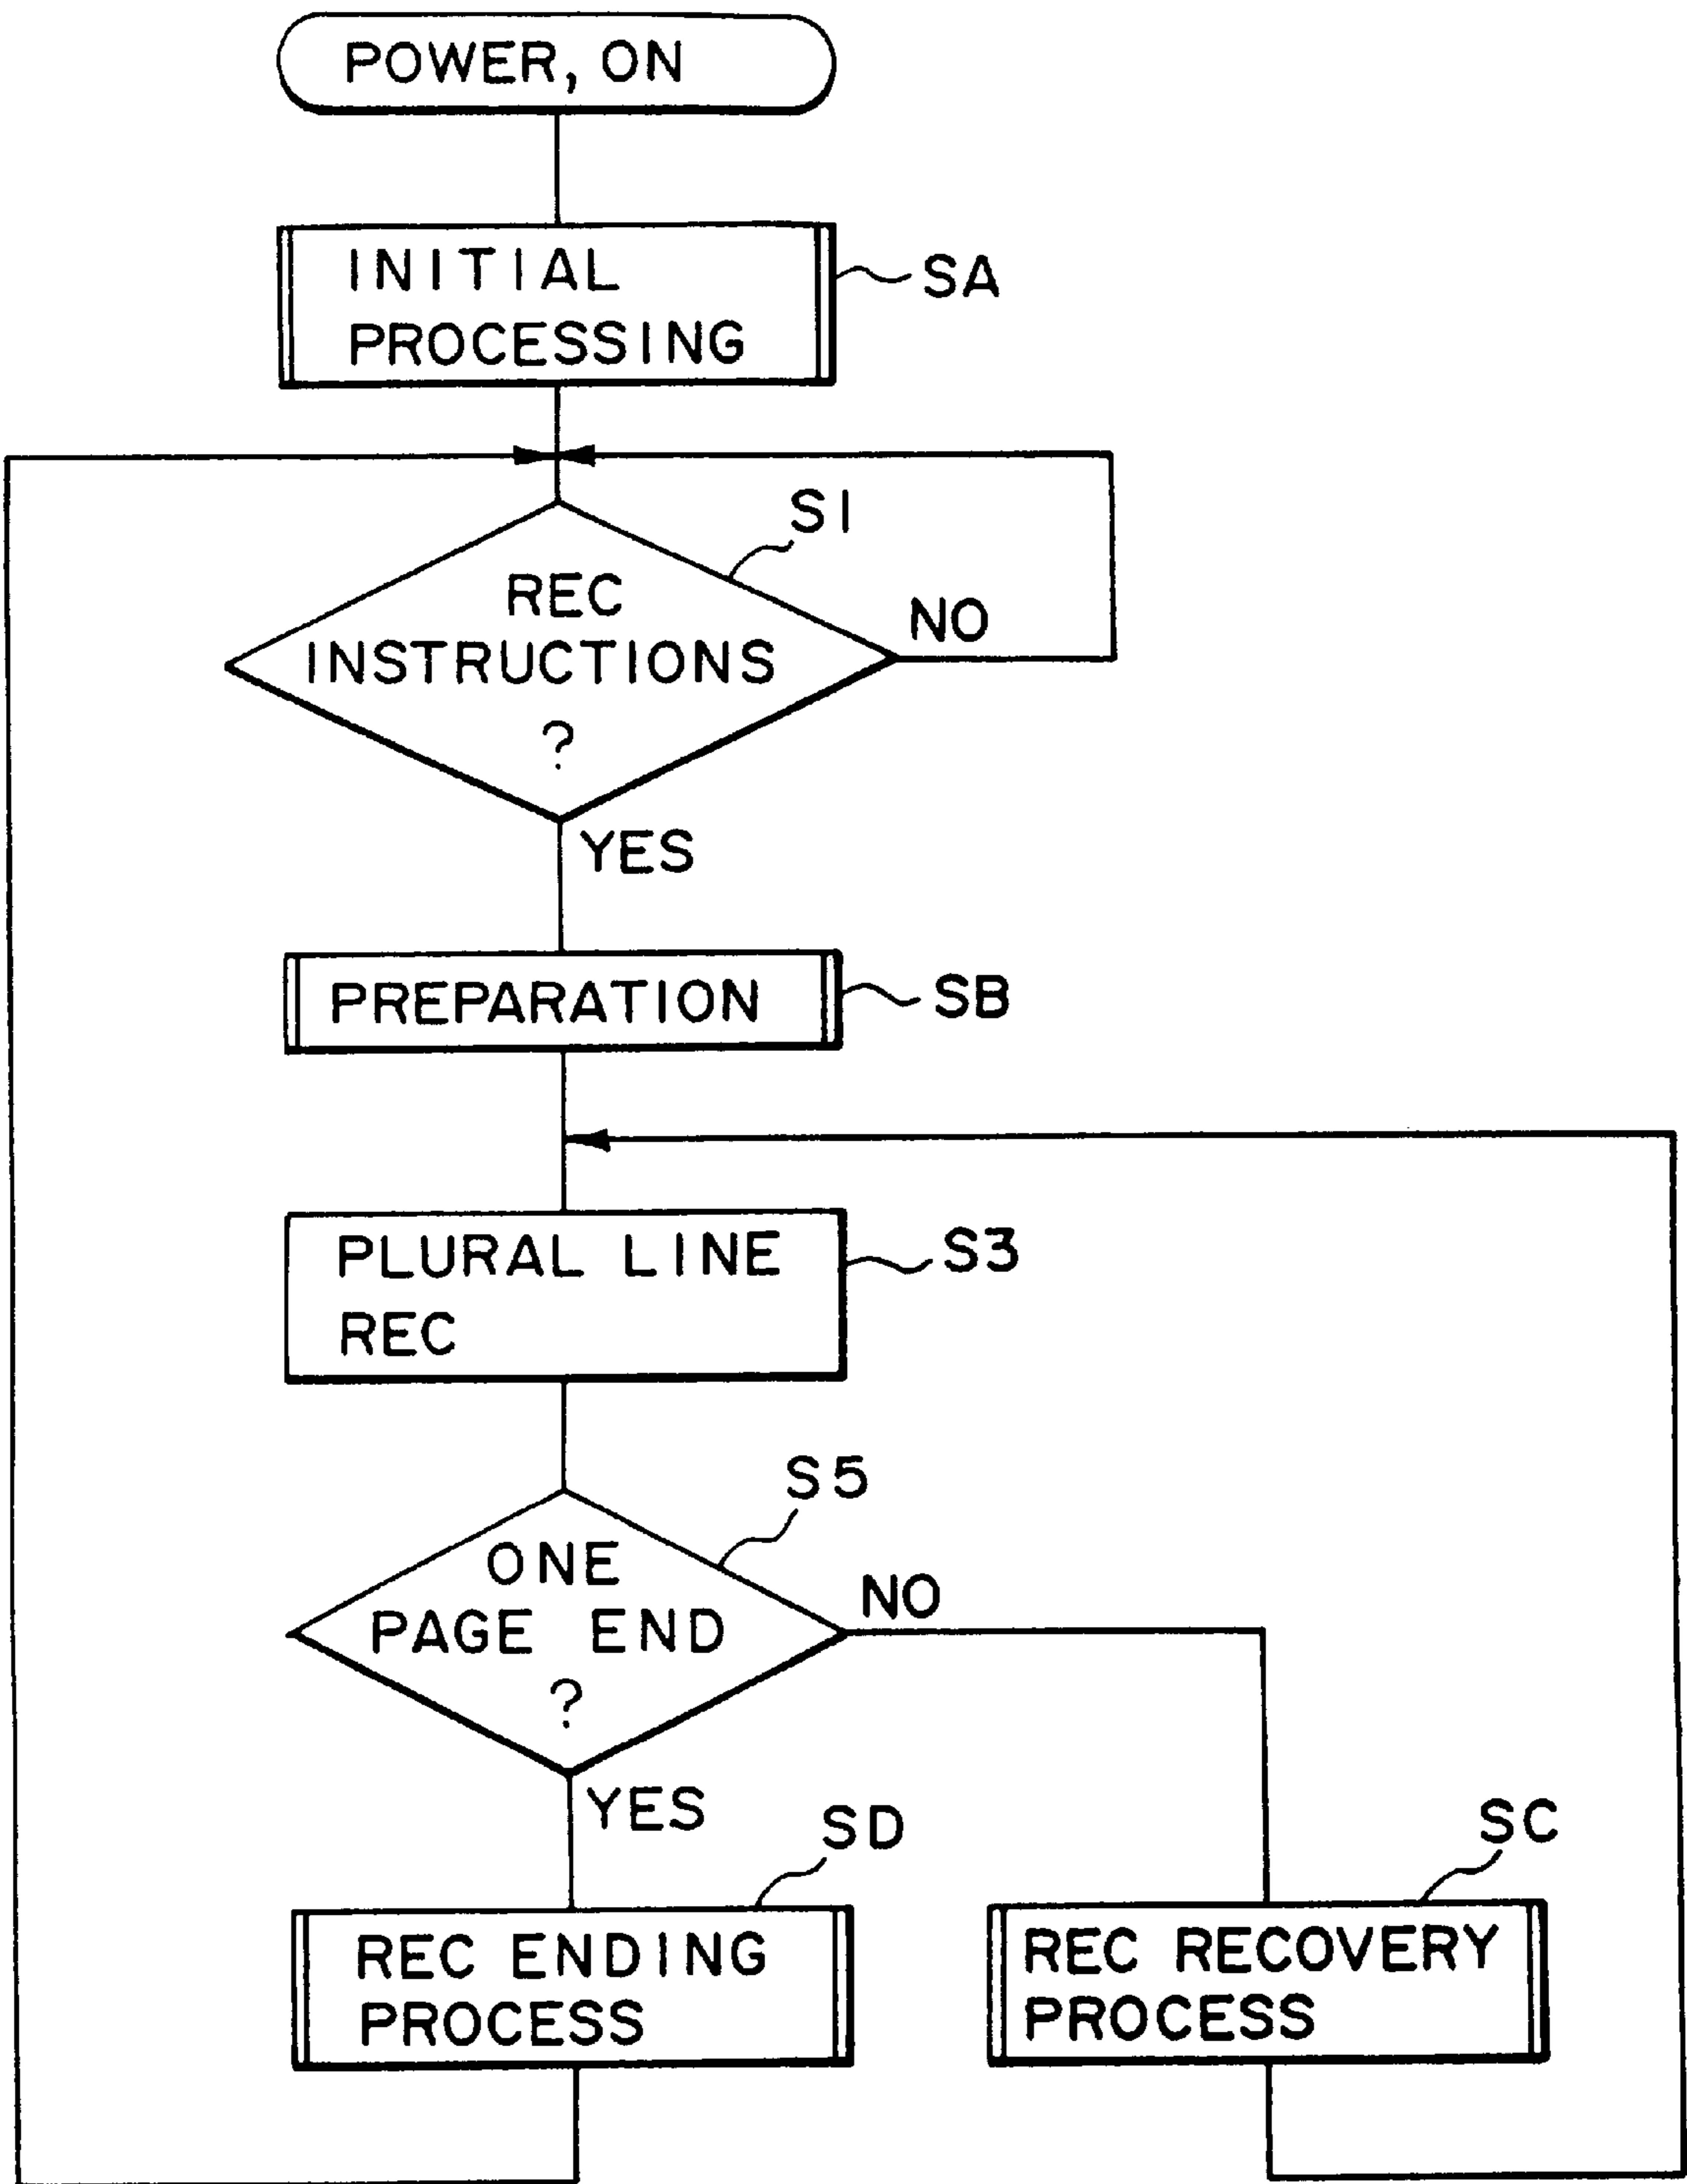 POWER, ON
INITIAL
PROCESSING
SA
S1
REC
INSTRUCTIONS
?
NO
YES
PREPARATION
SB
PLURAL LINE
REC
S3
S5
ONE
PAGE END
?
NO
YES
SD
SC
REC ENDING
PROCESS
REC RECOVERY
PROCESS